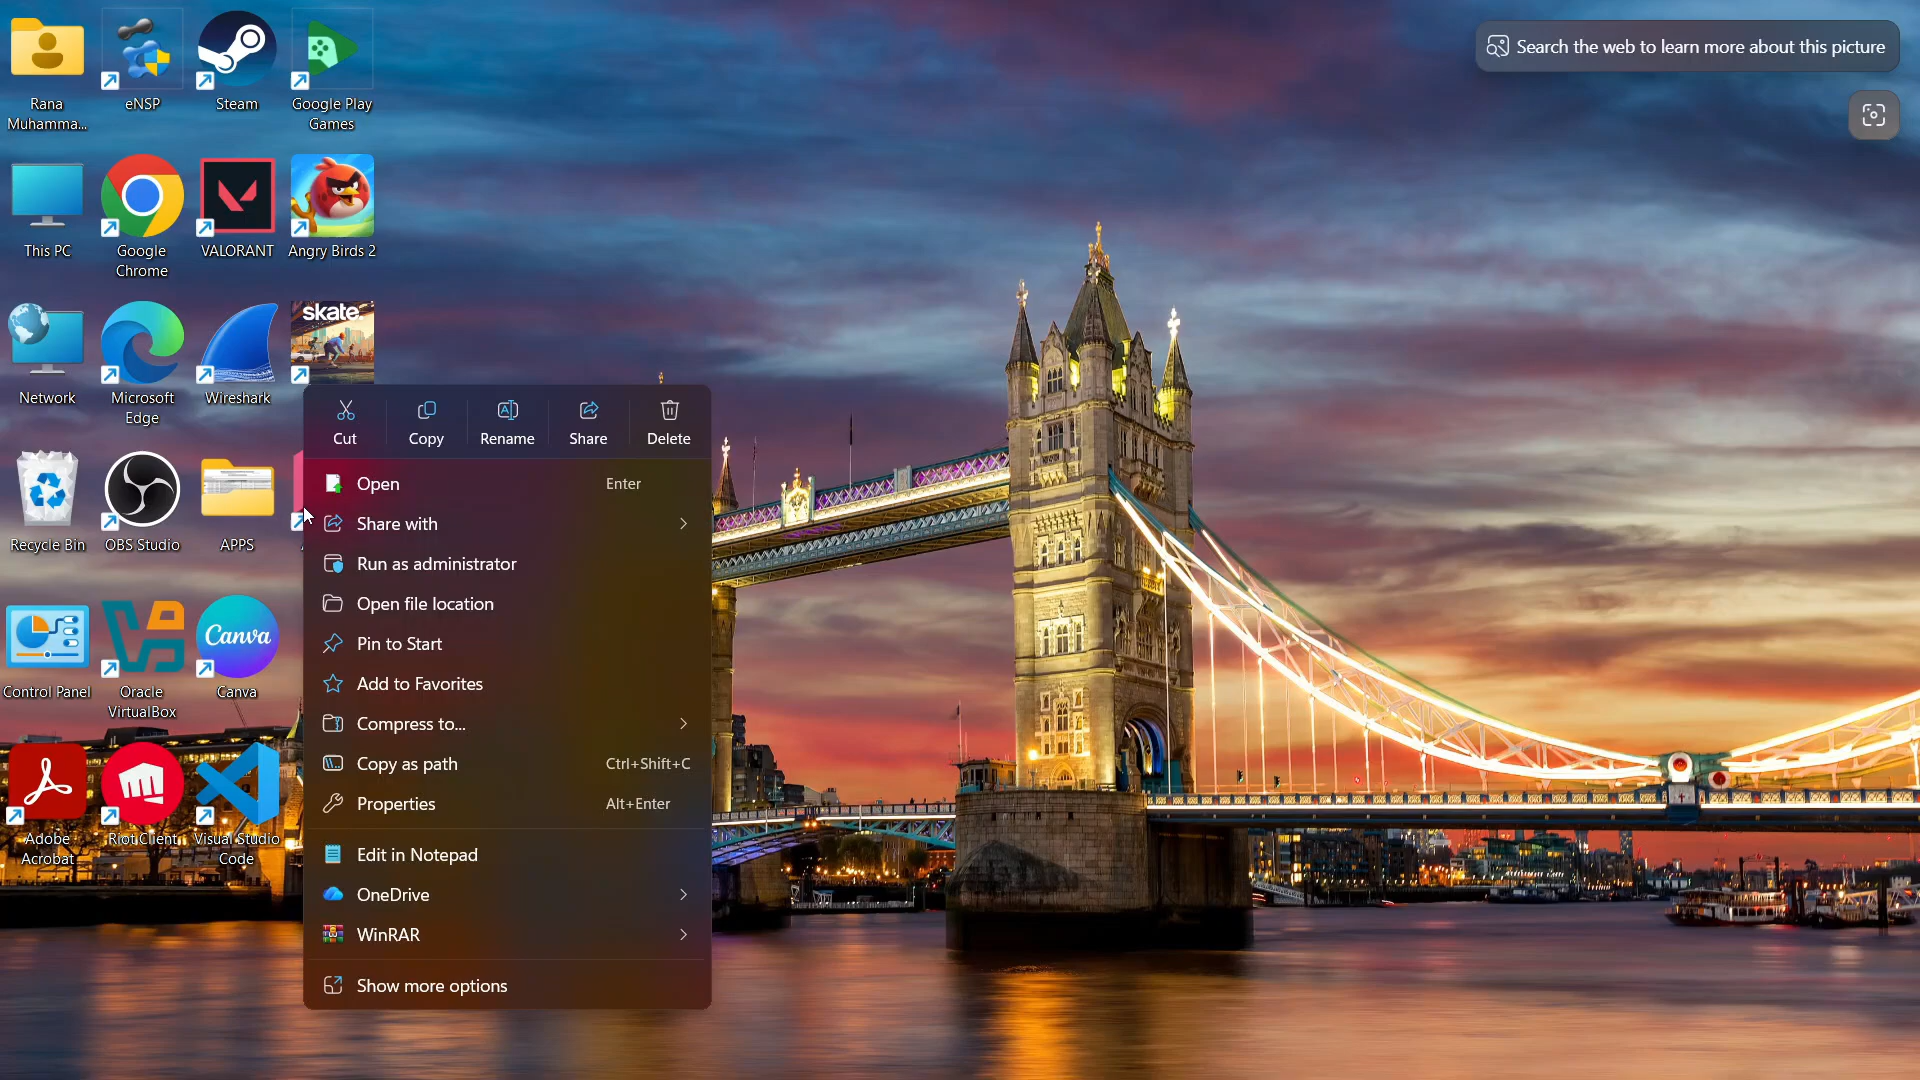 Search the web to learn more about this picture
Rana
Muhamma...
eNSP
Steam
Google Play
Games
This PC
Google
Chrome
VALORANT
Angry Birds 2
skate.
Network
Microsoft
Edge
Wireshark
Recycle Bin
OBS Studio
APPS
Control Panel
Oracle
VirtualBox
Canva
Canva
Adobe
Acrobat
Riot Client
Visual Studio
Code
Cut
Copy
Rename
Share
Delete
Open Enter
Share with
Run as administrator
Open file location
Pin to Start
Add to Favorites
Compress to...
Copy as path Ctrl+Shift+C
Properties Alt+Enter
Edit in Notepad
OneDrive
WinRAR
Show more options